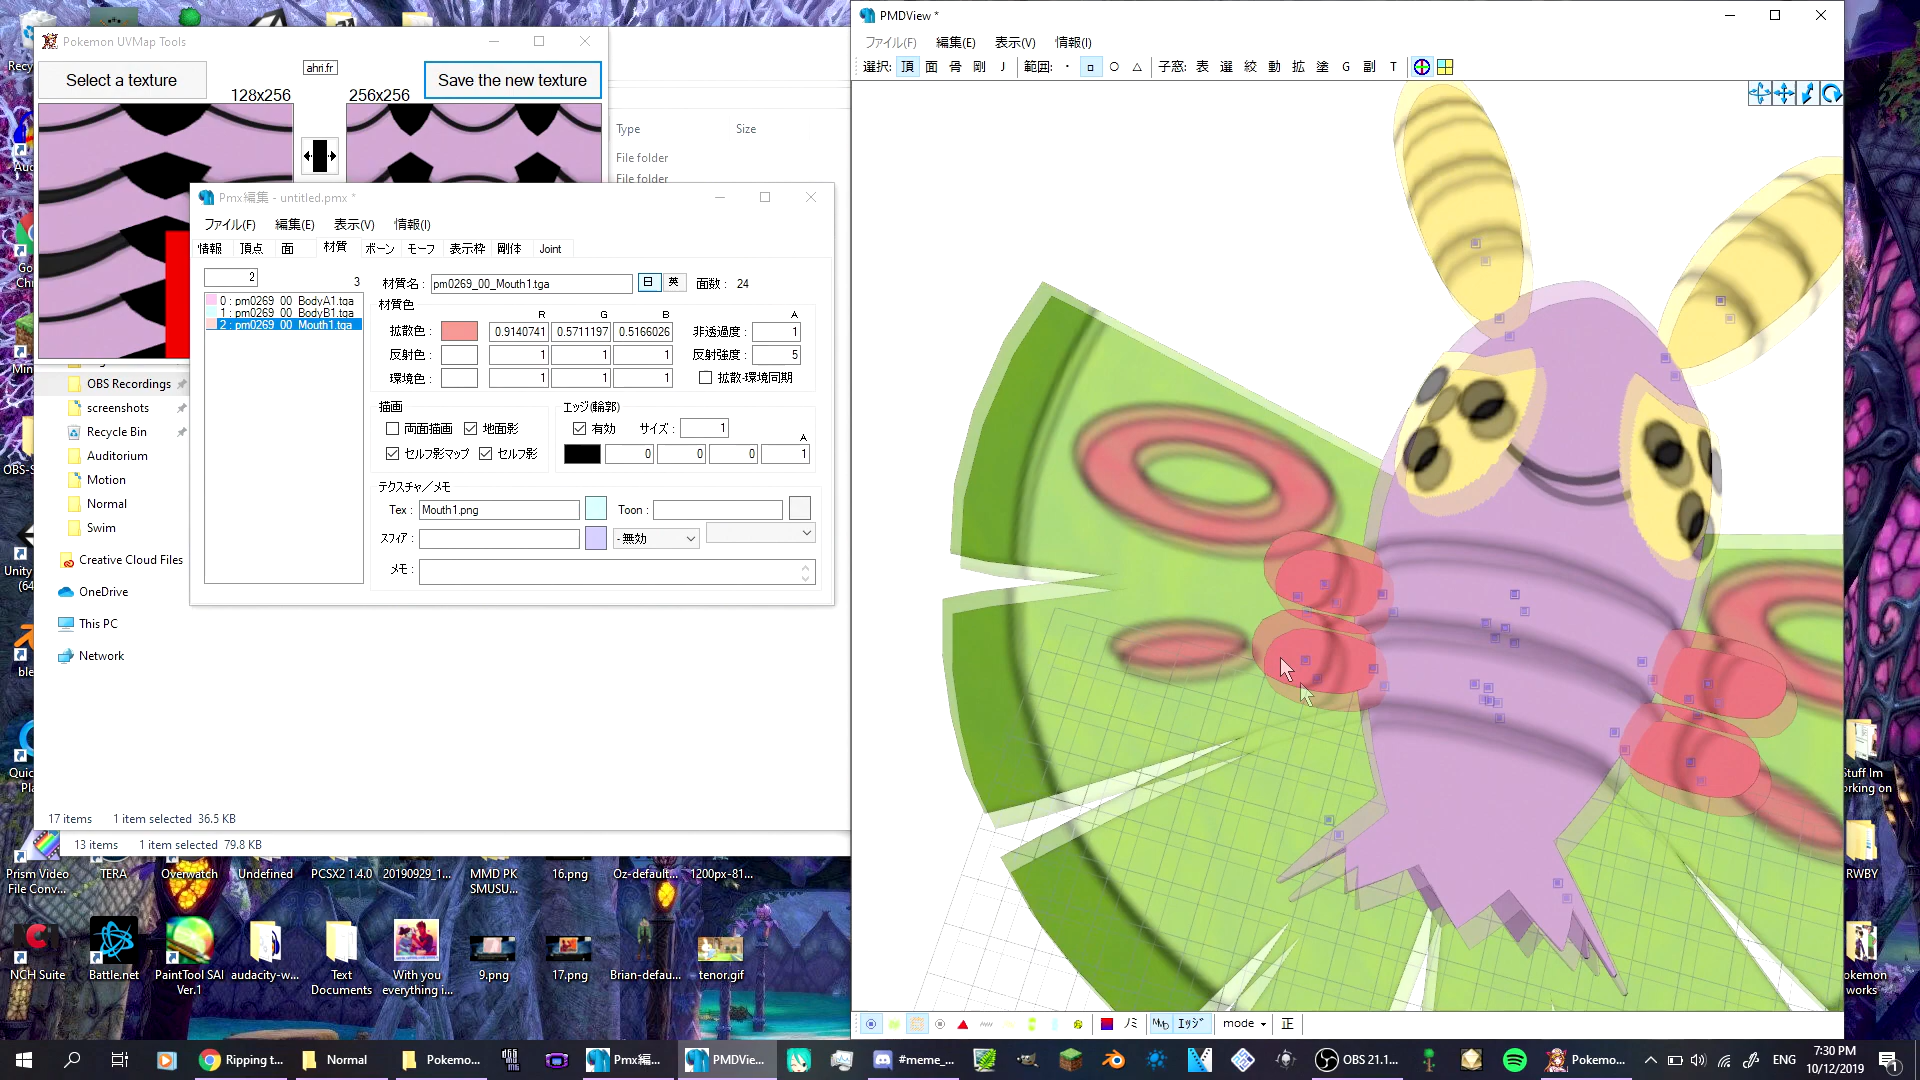 Pokemon UVMap Tools
Select a texture
ahri.fr
Save the new texture
128x256
256x256
Type
Size
File folder
File folder
Pmx編集 - untitled.pmx *
ファイル(F) 編集(E) 表示(V) 情報(I)
情報 頂点 面 材質 ボーン モーフ 表示枠 剛体 Joint
2
3
0 : pm0269_00_BodyA1.tga
1 : pm0269_00_BodyB1.tga
2 : pm0269_00_Mouth1.tga
材質名 : pm0269_00_Mouth1.tga 日 英 面数 : 24
材質色
R G B A
拡散色 : 0.9140741 0.5711197 0.5166026 非透過度 : 1
反射色 : 1 1 1 反射強度 : 5
環境色 : 1 1 1 拡散-環境同期
描画
両面描画 地面影
セルフ影マップ セルフ影
エッジ(輪郭)
有効 サイズ : 1
A
0 0 0 1
テクスチャ/メモ
Tex : Mouth1.png Toon :
スフィア : - 無効
メモ :
OBS Recordings
screenshots
Recycle Bin
Auditorium
Motion
Normal
Swim
Creative Cloud Files
OneDrive
This PC
Network
17 items 1 item selected 36.5 KB
13 items 1 item selected 79.8 KB
PMDView *
ファイル(F) 編集(E) 表示(V) 情報(I)
選択: 頂 面 骨 剛 J 範囲: 子窓: 表 選 絞 動 拡 塗 G 副 T
エッジ mode 正
Prism Video File Conv...
TERA
Overwatch
Undefined
PCSX2 1.4.0
20190929_1...
MMD PK SMUSU...
16.png
Oz-default...
1200px-81...
NCH Suite
Battle.net
PaintTool SAI Ver.1
audacity-w...
Text Documents
With you everything i...
9.png
17.png
Brian-defau...
tenor.gif
RWBY
Ripping t...
Normal
Pokemo...
Pmx編...
PMDVie...
#meme_...
OBS 21.1...
Pokemo...
ENG
7:30 PM
10/12/2019